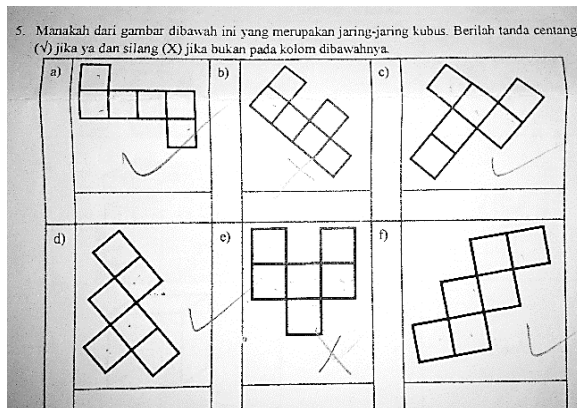 5. Manakah dari gambar dibawah ini yang merupakan jaring-jaring kubus. Berilah tanda centang
(√) jika ya dan silang (X) jika bukan pada kolom dibawahnya.
a) b) c)
d) e) f)